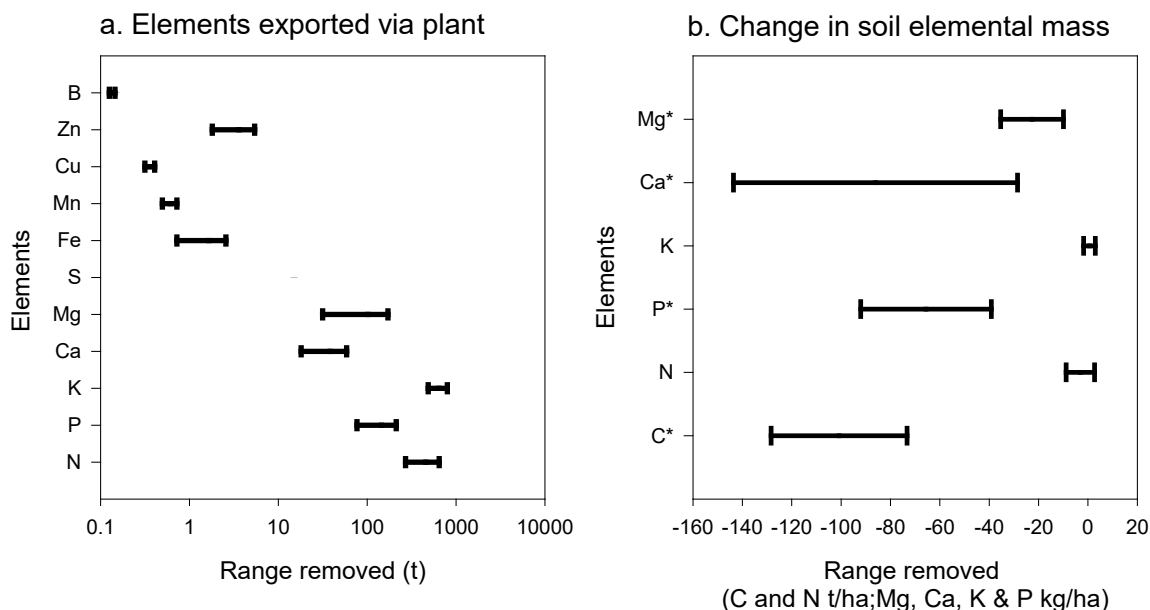 a. Elements exported via plant
B
Zn
Cu
Mn
Fe
S
Mg
Ca
K
P
N
Elements
0.1 1 10 100 1000 10000
Range removed (t)
b. Change in soil elemental mass
Mg*
Ca*
K
P*
N
C*
Elements
-160 -140 -120 -100 -80 -60 -40 -20 0 20
Range removed
(C and N t/ha;Mg, Ca, K & P kg/ha)